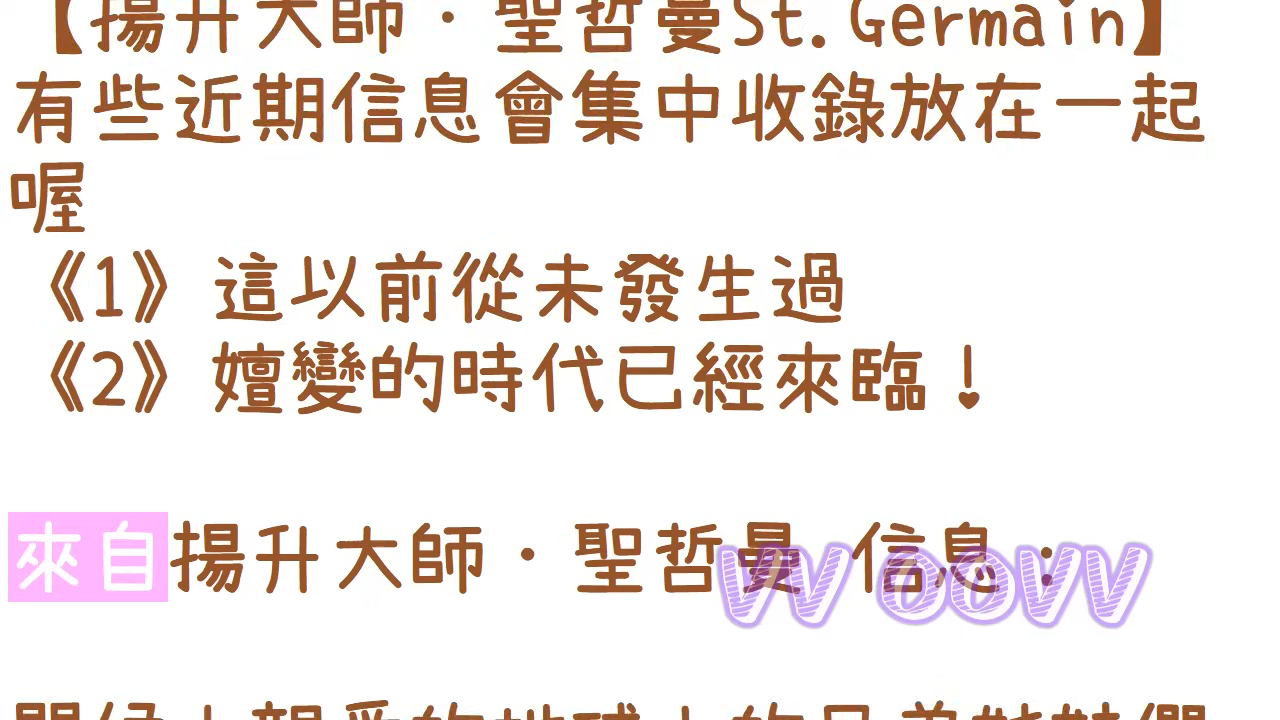 【揚升大師・聖哲曼St.Germain】
有些近期信息會集中收錄放在一起
喔
《1》這以前從未發生過
《2》嬗變的時代已經來臨！
來自揚升大師・聖哲曼 信息：
VV OOVV